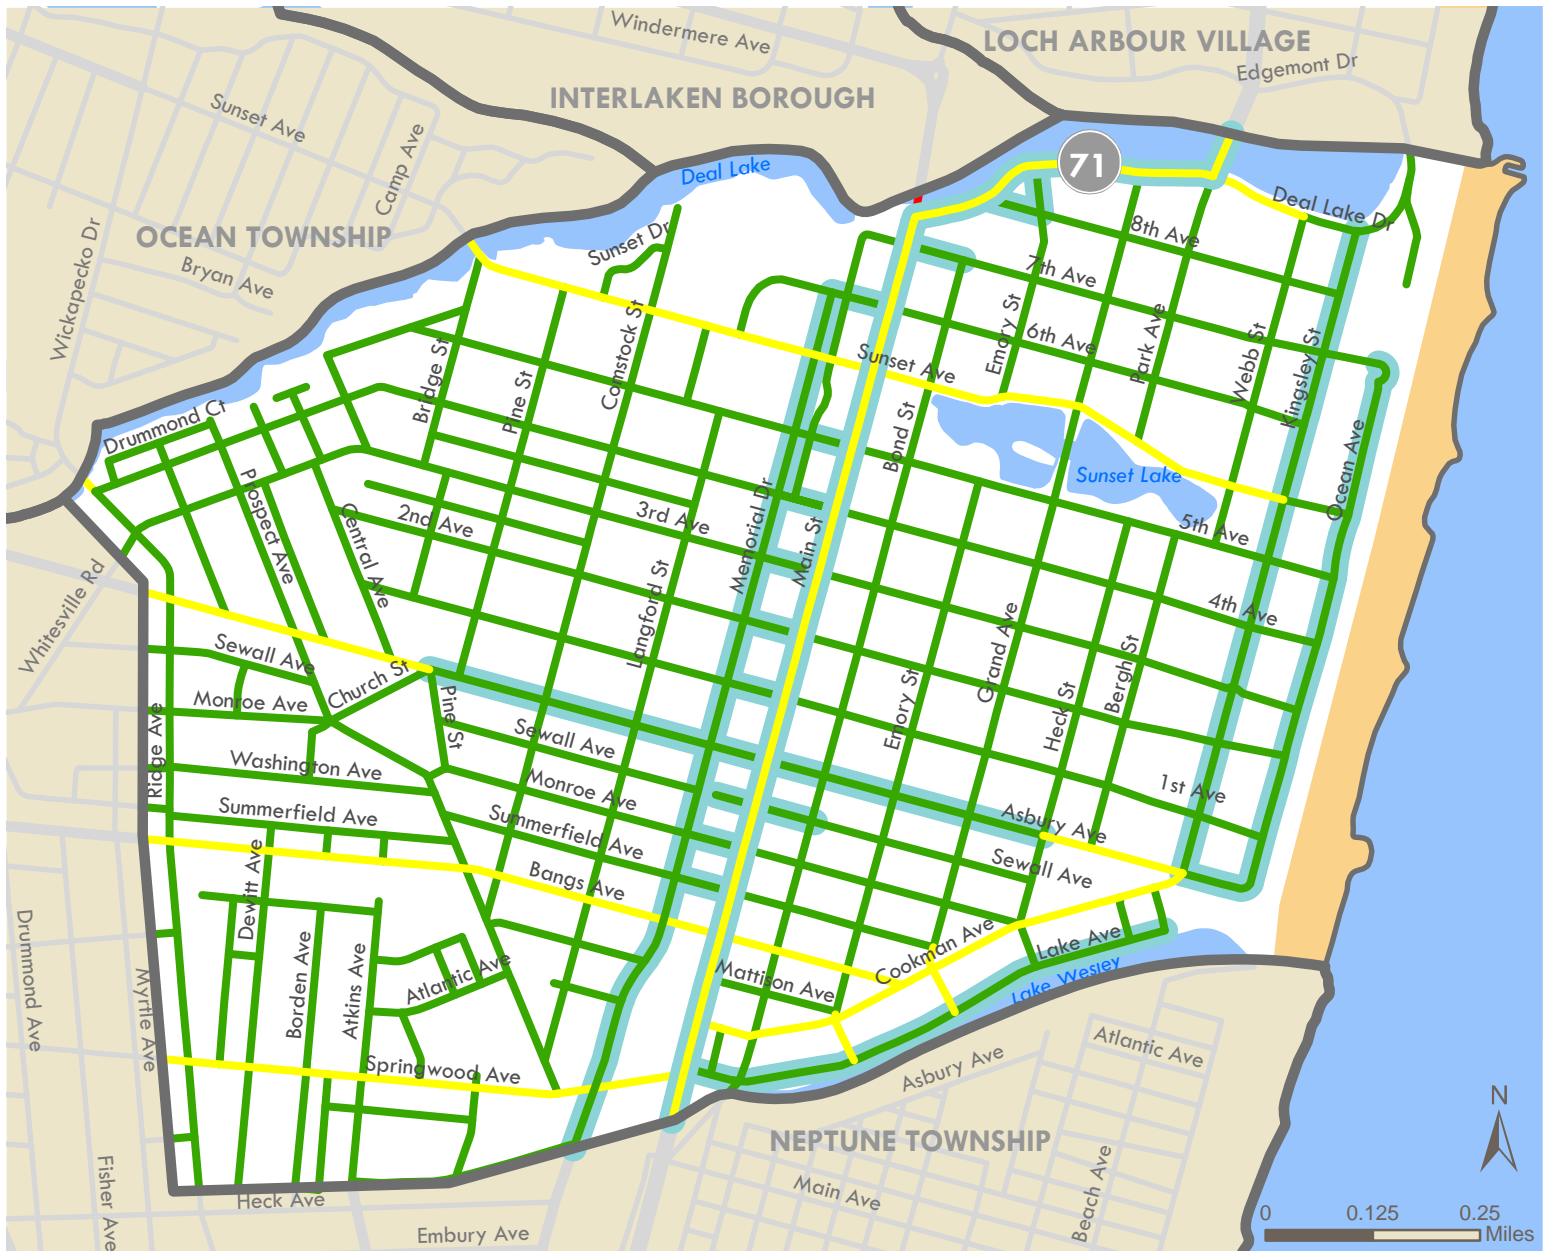 Windermere Ave
LOCH ARBOUR VILLAGE
Edgemont Dr
INTERLAKEN BOROUGH
Sunset Ave
Camp Ave
Deal Lake
71
Deal Lake Dr
OCEAN TOWNSHIP
Sunset Dr
8th Ave
Bryan Ave
7th Ave
Wickapecko Dr
Emory St
6th Ave
Park Ave
Webb St
Kingsley St
Comstock St
Sunset Ave
Bridge St
Pine St
Drummond Ct
Bond St
Ocean Ave
Sunset Lake
Prospect Ave
Central Ave
2nd Ave
3rd Ave
Memorial Dr
Main St
5th Ave
4th Ave
Whitesville Rd
Langford St
Grand Ave
Bergh St
Sewall Ave
Church St
Monroe Ave
Pine St
Emory St
Heck St
Ridge Ave
Sewall Ave
Washington Ave
Monroe Ave
1st Ave
Summerfield Ave
Summerfield Ave
Asbury Ave
Sewall Ave
Bangs Ave
Dewitt Ave
Drummond Ave
Myrtle Ave
Borden Ave
Atkins Ave
Atlantic Ave
Mattison Ave
Cookman Ave
Lake Ave
Lake Wesley
Springwood Ave
Asbury Ave
Atlantic Ave
NEPTUNE TOWNSHIP
N
Fisher Ave
Heck Ave
Main Ave
Beach Ave
Embury Ave
0 0.125 0.25
Miles